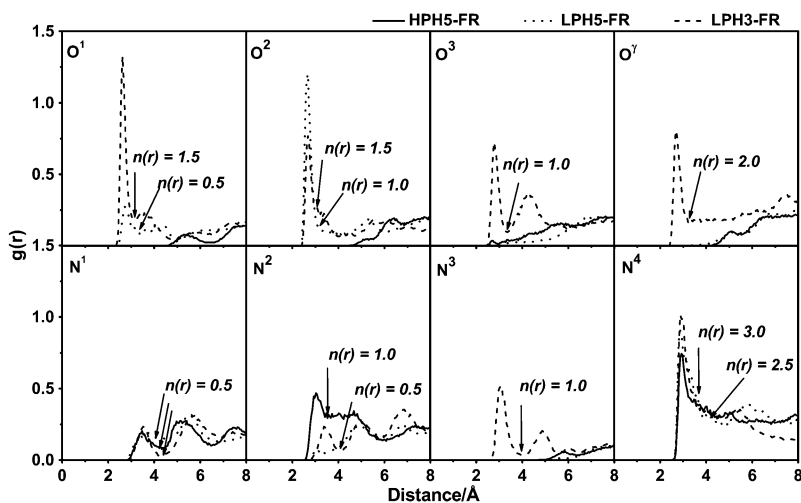 HPH5-FR LPH5-FR LPH3-FR
1.5 O¹ O² O³ Oᵞ
1.0
n(r) = 1.5 n(r) = 1.5 n(r) = 1.0 n(r) = 2.0
n(r) = 0.5 n(r) = 1.0
0.5
g(r)
1.5
N¹ N² N³ N⁴
1.0
n(r) = 3.0
n(r) = 1.0
n(r) = 2.5
0.5
n(r) = 0.5 n(r) = 0.5 n(r) = 1.0
0.0
0 2 4 6 8 2 4 6 8 2 4 6 8 2 4 6 8
Distance/Å